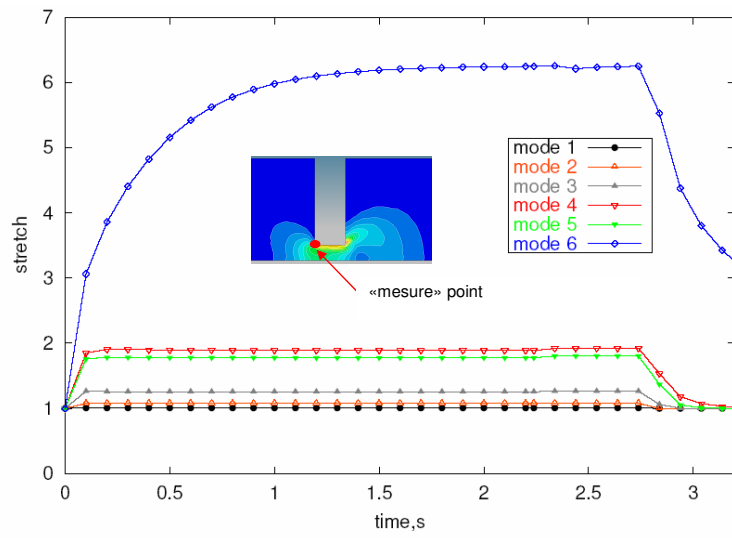 7
6
5
4
3
2
1
0
stretch
mode 1
mode 2
mode 3
mode 4
mode 5
mode 6
«mesure» point
0
0.5
1
1.5
2
2.5
3
time,s